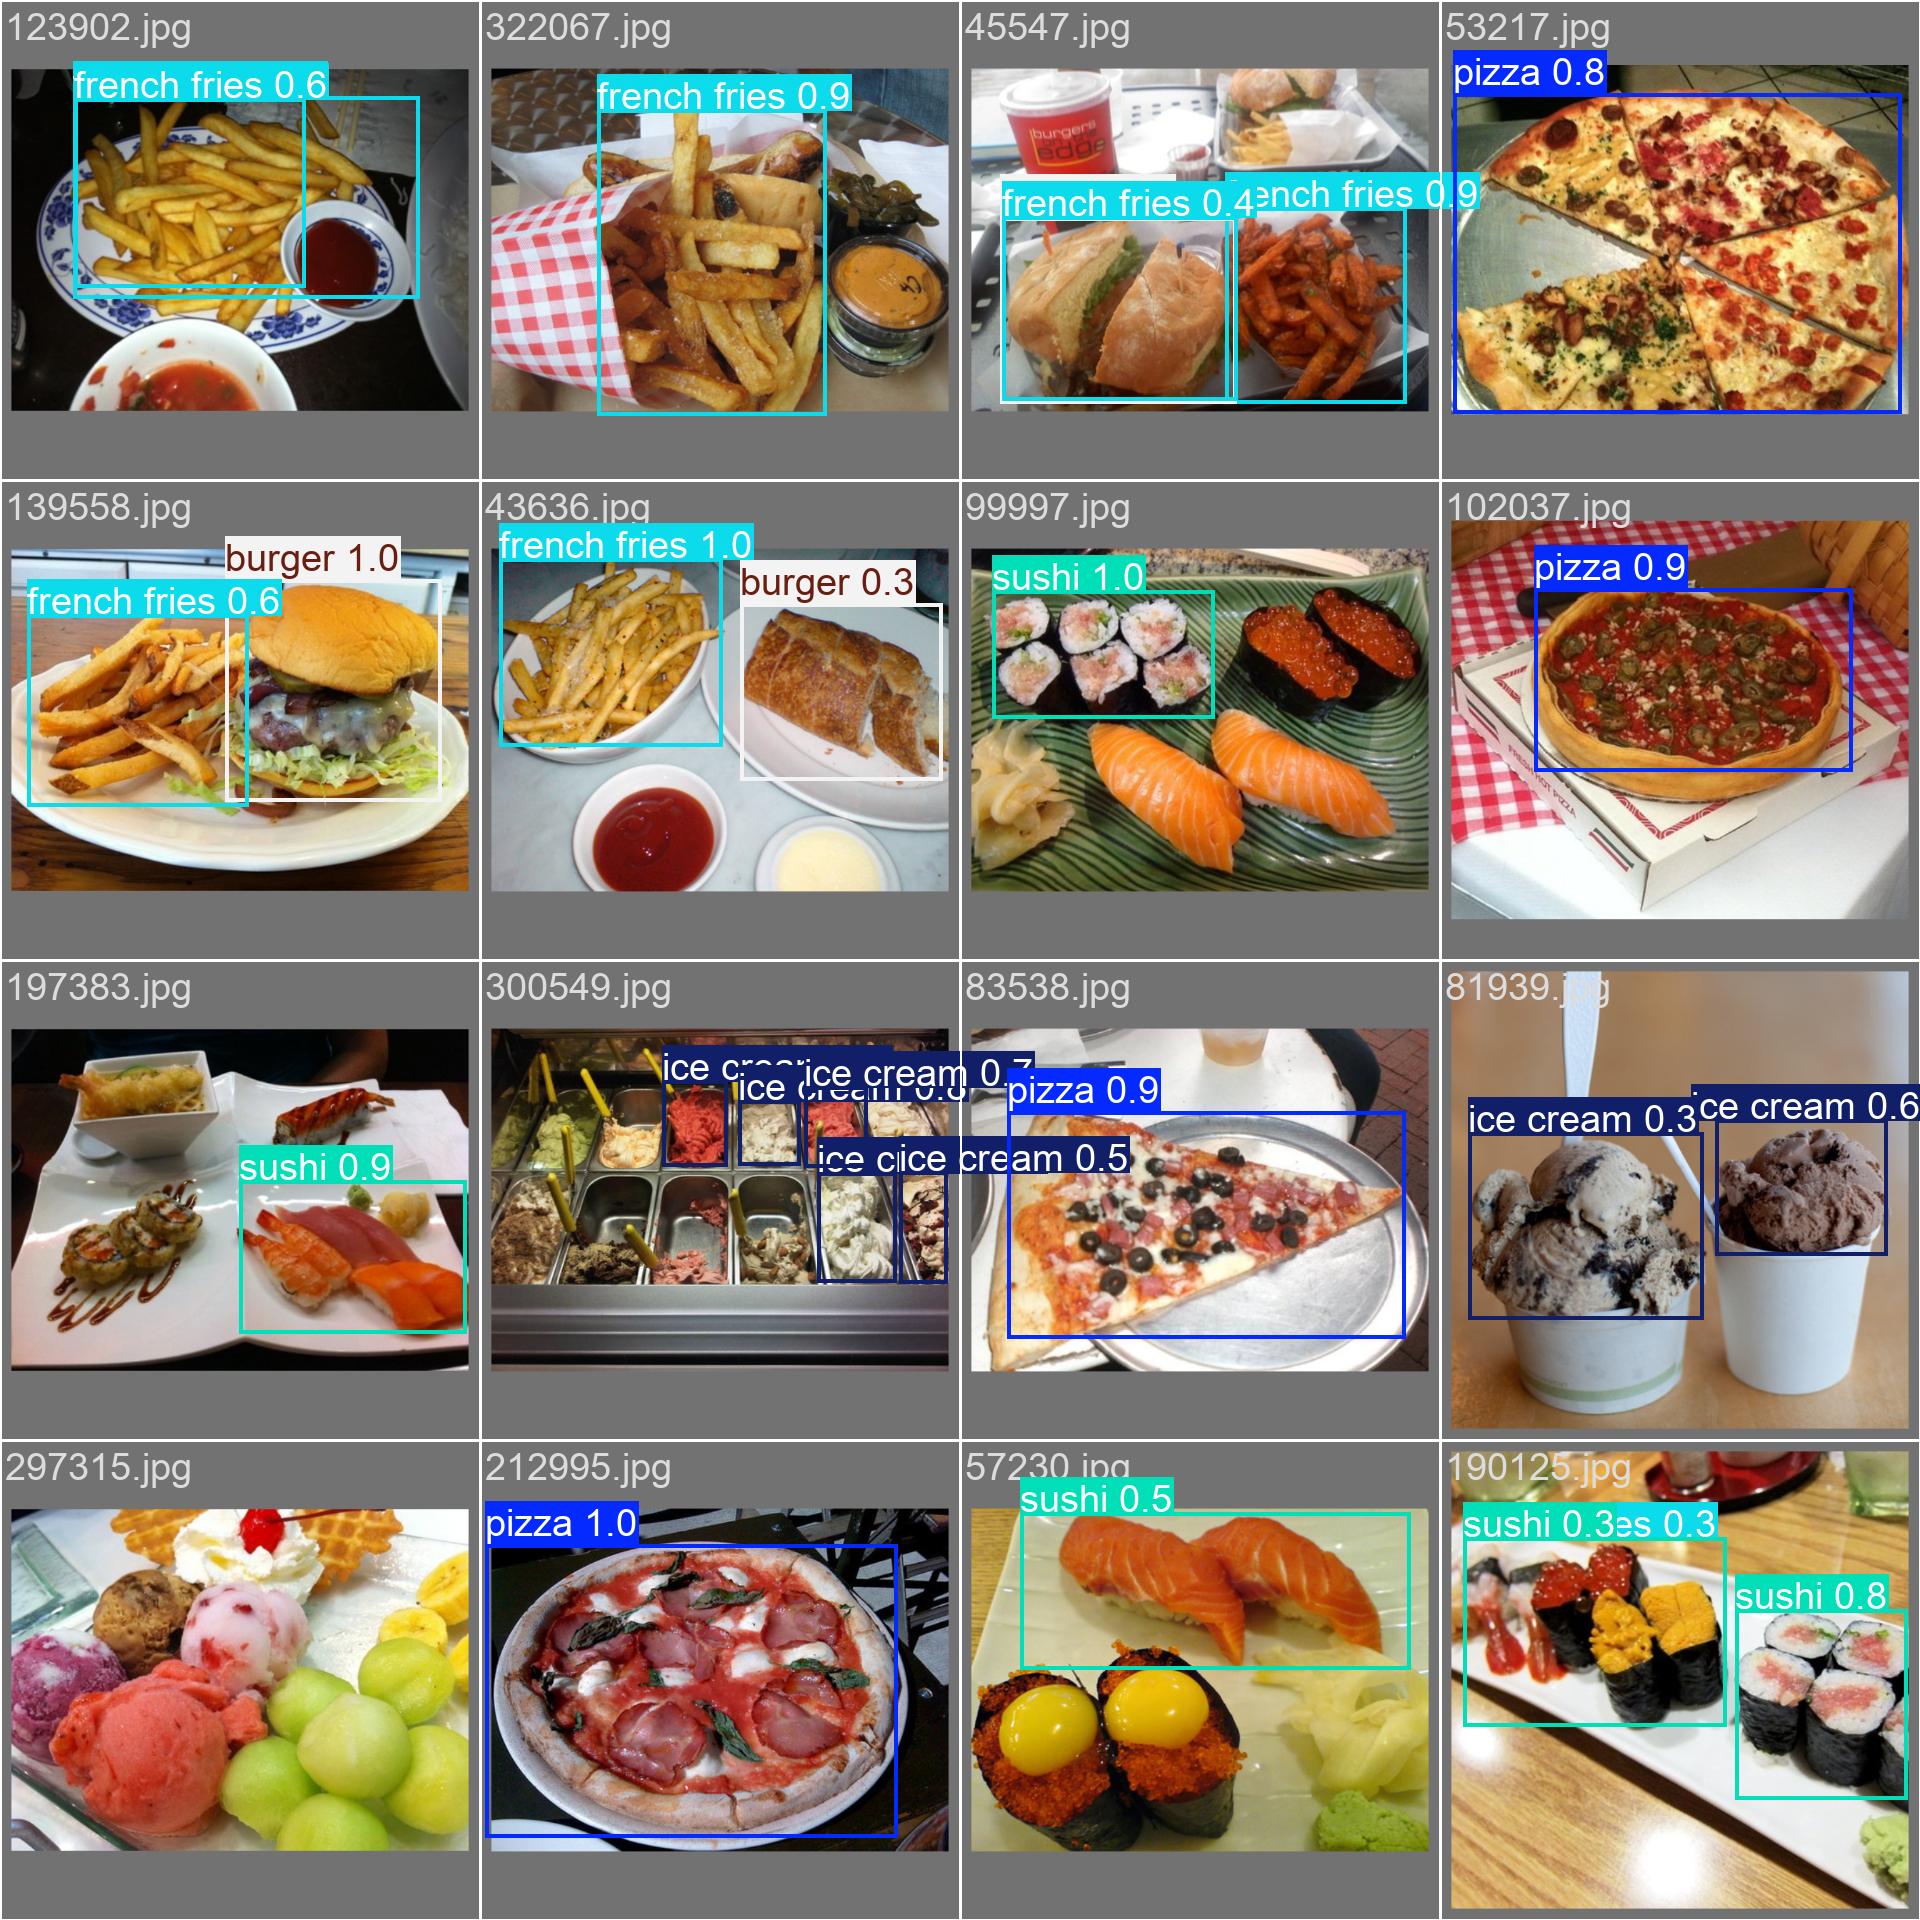 123902.jpg
322067.jpg
45547.jpg
53217.jpg
french fries 0.6
french fries 0.9
burgers
edge
french fries 0.4
ench fries 0.9
pizza 0.8
139558.jpg
43636.jpg
99997.jpg
102037.jpg
burger 1.0
french fries 0.6
french fries 1.0
burger 0.3
sushi 1.0
pizza 0.9
FRESH HOT PIZZA
197383.jpg
300549.jpg
83538.jpg
81939.jpg
sushi 0.9
ice cream
ice cream 0.8
ice cream 0.7
ice c
ice cream 0.5
pizza 0.9
ice cream 0.3
ce cream 0.6
297315.jpg
212995.jpg
57230.jpg
190125.jpg
pizza 1.0
sushi 0.5
sushi 0.3
es 0.3
sushi 0.8